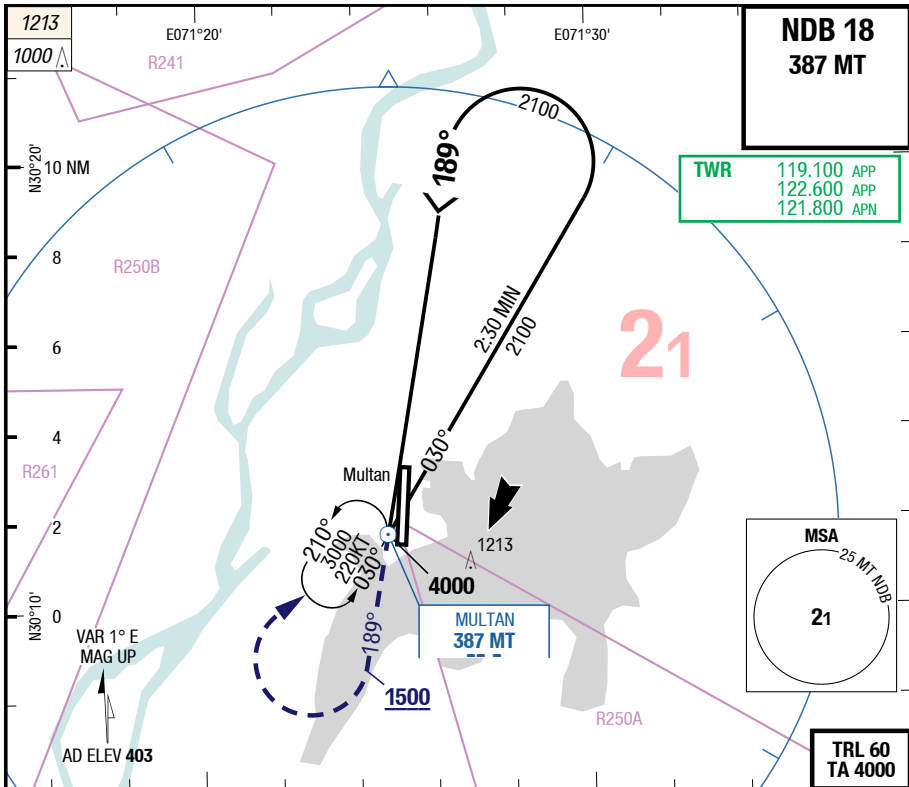 1213
1000
E071°20'
E071°30'
NDB 18
387 MT
R241
2100
189°
N30°20'
10 NM
TWR 119.100 APP
122.600 APP
121.800 APN
8
R250B
2:30 MIN
2100
6
21
4
030°
R261
Multan
2
210°
3000
220KT
030°
1213
4000
MSA
25 MT NDB
21
N30°10'
0
MULTAN
387 MT
189°
VAR 1° E
MAG UP
1500
R250A
AD ELEV 403
TRL 60
TA 4000